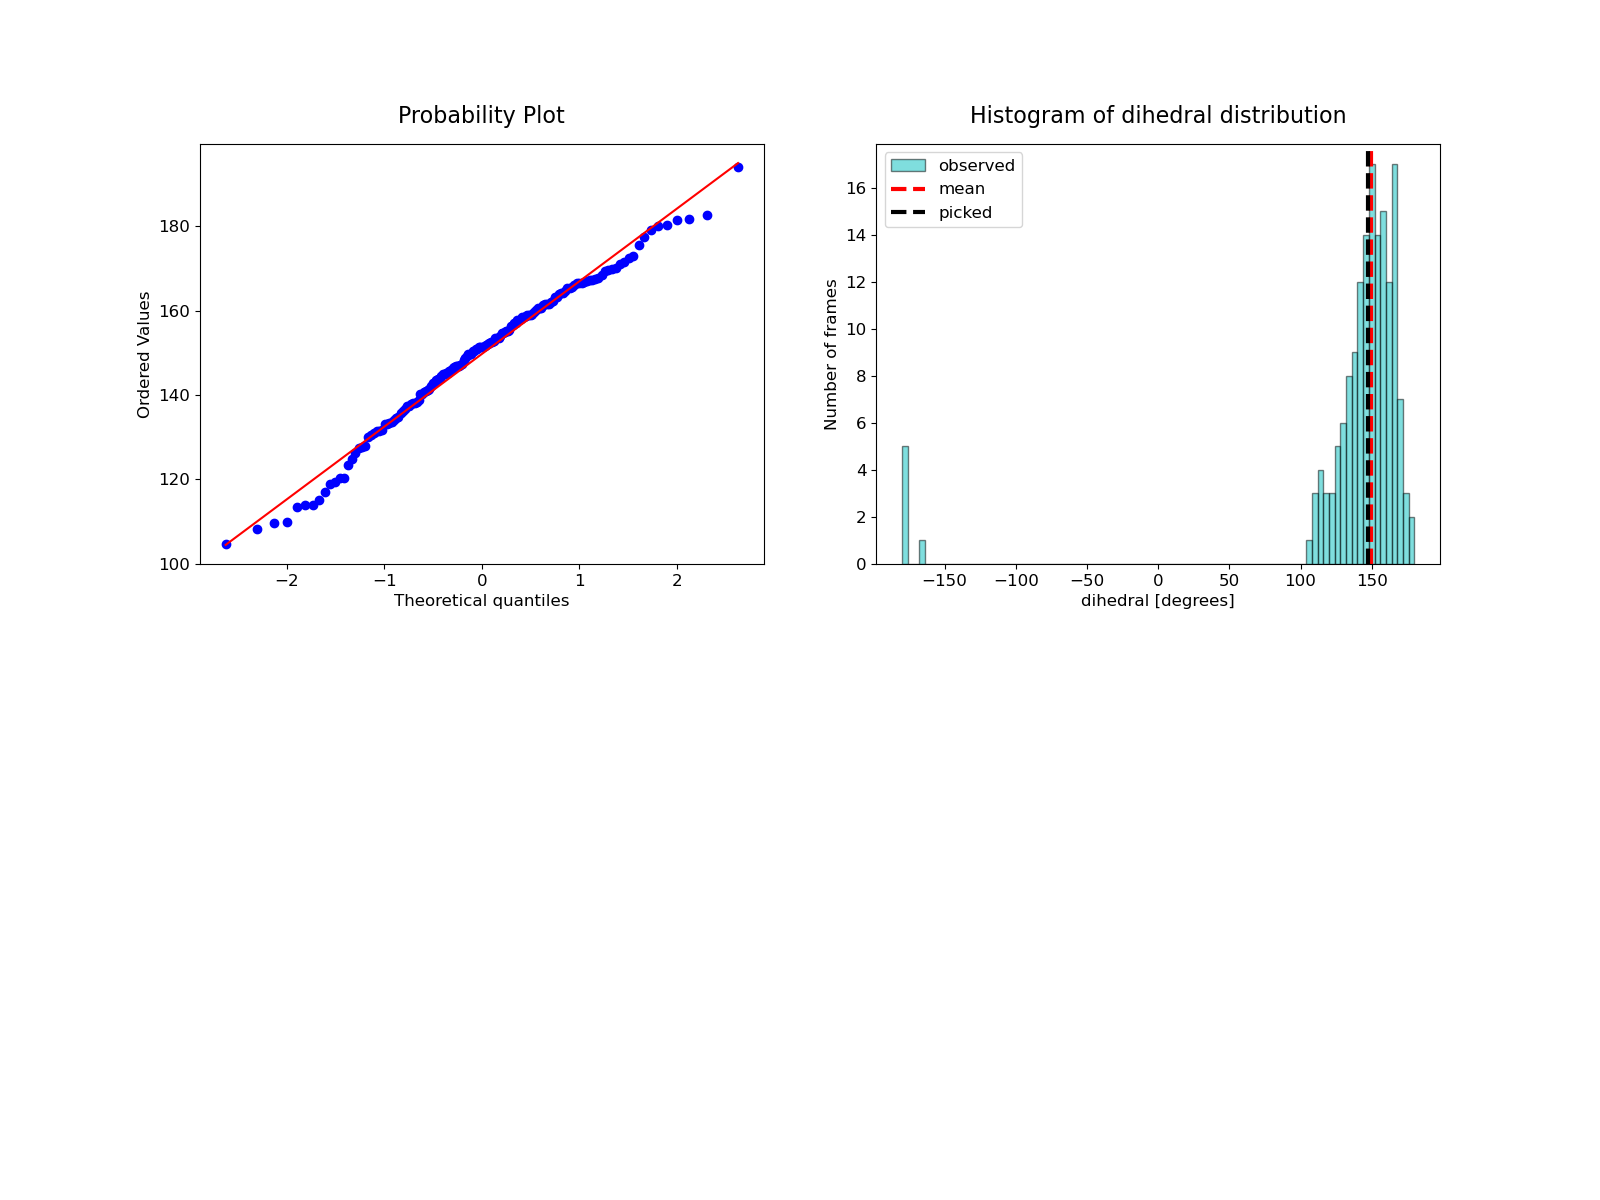 Probability Plot
Ordered Values
180
160
140
120
100
−2 −1 0 1 2
Theoretical quantiles
Histogram of dihedral distribution
observed
mean
picked
Number of frames
16
14
12
10
8
6
4
2
0
−150 −100 −50 0 50 100 150
dihedral [degrees]